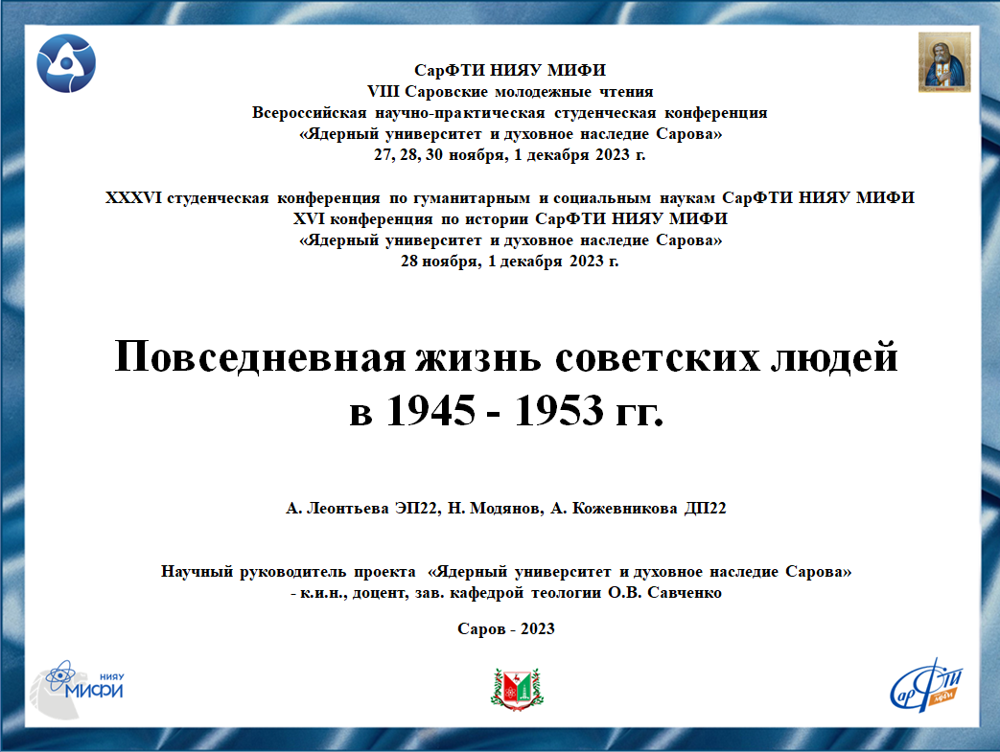 СарФТИ НИЯУ МИФИ
VIII Саровские молодежные чтения
Всероссийская научно-практическая студенческая конференция
«Ядерный университет и духовное наследие Сарова»
27, 28, 30 ноября, 1 декабря 2023 г.
XXXVI студенческая конференция по гуманитарным и социальным наукам СарФТИ НИЯУ МИФИ
XVI конференция по истории СарФТИ НИЯУ МИФИ
«Ядерный университет и духовное наследие Сарова»
28 ноября, 1 декабря 2023 г.
Повседневная жизнь советских людей
в 1945 - 1953 гг.
А. Леонтьева ЭП22, Н. Модянов, А. Кожевникова ДП22
Научный руководитель проекта «Ядерный университет и духовное наследие Сарова»
- к.и.н., доцент, зав. кафедрой теологии О.В. Савченко
Саров - 2023
НИЯУ
МИФИ
СарФТИ
МИФИ